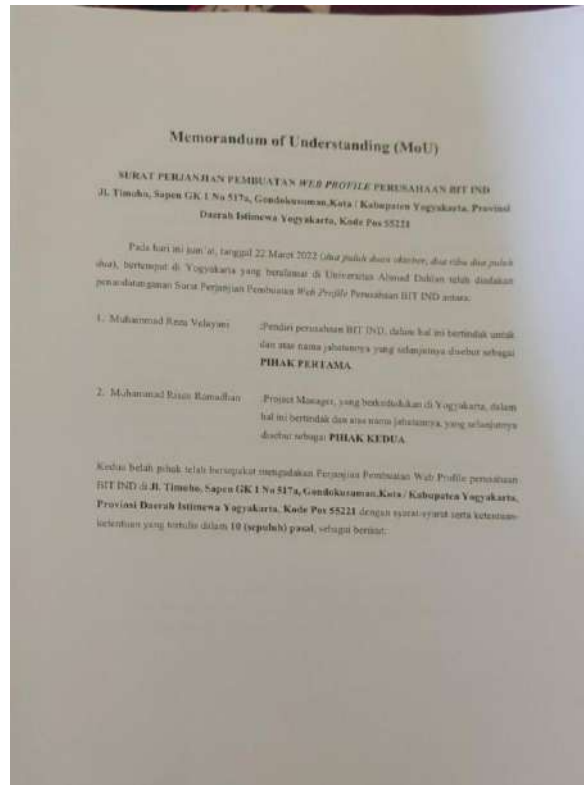 Memorandum of Understanding (MoU)
SURAT PERJANJIAN PEMBUATAN WEB PROFILE PERUSAHAAN BIT IND
Jl. Timoho, Sapen GK 1 No 517a, Gendokusuman,Kota / Kabupaten Yogyakarta, Provinsi
Daerah Istimewa Yogyakarta, Kode Pos 55221
Pada hari ini jum'at, tanggal 22 Maret 2022 (dua puluh duan oktober, dua ribu dua puluh
dua), bertempat di Yogyakarta yang beralamat di Universitas Ahmad Dahlan telah diadakan
penandatanganan Surat Perjanjian Pembuatan Web Profile Perusahaan BIT IND antara:
1. Muhammad Reza Velayani :Pendiri perusahaan BIT IND, dalam hal ini bertindak untuk
dan atas nama jabatannya yang selanjutnya disebut sebagai
PIHAK PERTAMA
2. Muhammad Ramadhan :Project Manager, yang berkedudukan di Yogyakarta, dalam
hal ini bertindak dan atas nama jabatannya, yang selanjutnya
disebut sebagai PIHAK KEDUA
Kedua belah pihak telah bersepakat mengadakan Perjanjian Pembuatan Web Profile perusahaan
BIT IND di Jl. Timoho, Sapen GK 1 No 517a, Gendokusuman,Kota / Kabupaten Yogyakarta,
Provinsi Daerah Istimewa Yogyakarta, Kode Pos 55221 dengan syarat-syarat serta ketentuan-
ketentuan yang tertulis dalam 10 (sepuluh) pasal, sebagai berikut: